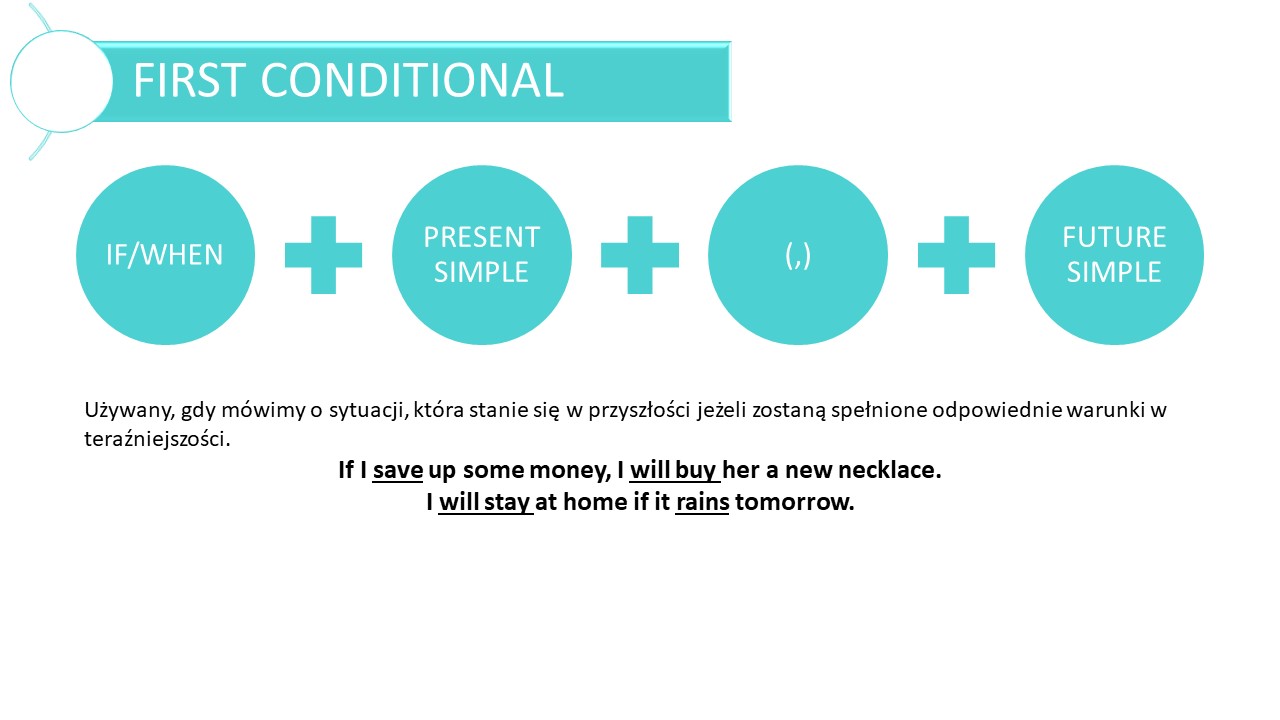 FIRST CONDITIONAL
IF/WHEN
PRESENT
SIMPLE
(,)
FUTURE
SIMPLE
Używany, gdy mówimy o sytuacji, która stanie się w przyszłości jeżeli zostaną spełnione odpowiednie warunki w
teraźniejszości.
If I save up some money, I will buy her a new necklace.
I will stay at home if it rains tomorrow.